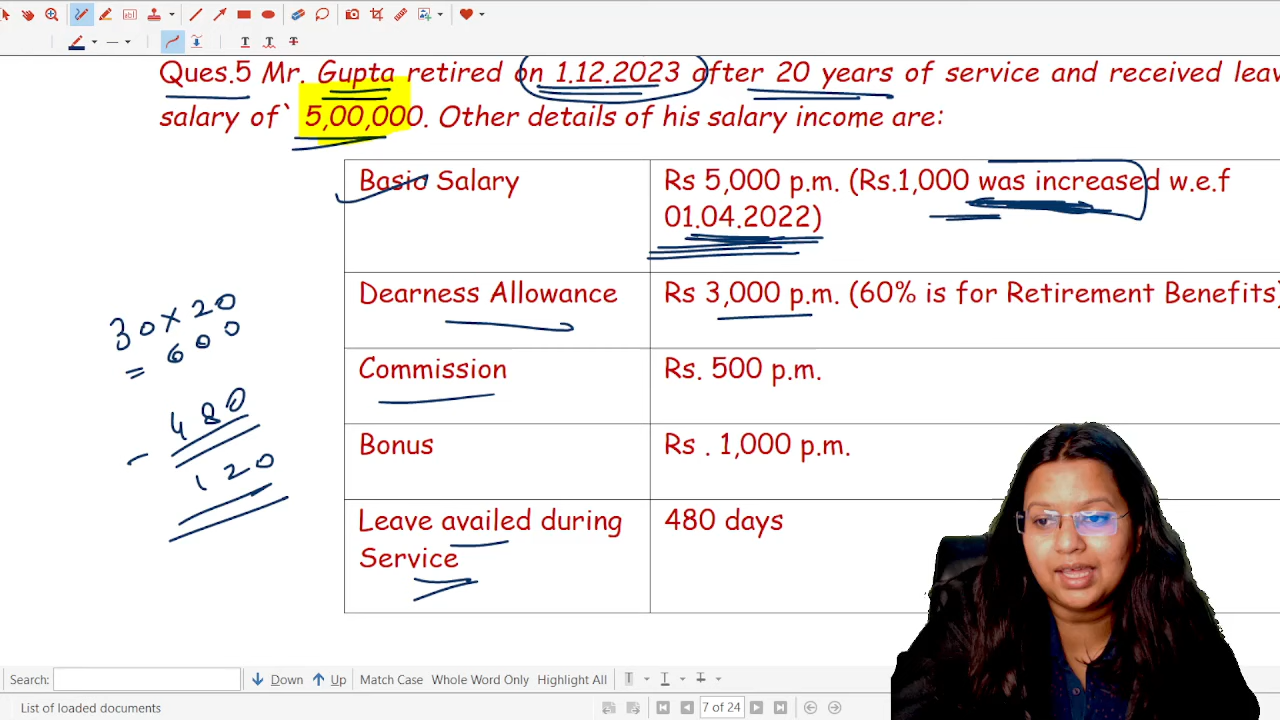 Ques.5 Mr. Gupta retired on 1.12.2023 after 20 years of service and received leav
salary of` 5,00,000. Other details of his salary income are:
Basic Salary
Rs 5,000 p.m. (Rs.1,000 was increased w.e.f
01.04.2022)
Dearness Allowance
Rs 3,000 p.m. (60% is for Retirement Benefits)
Commission
Rs. 500 p.m.
Bonus
Rs . 1,000 p.m.
Leave availed during
Service
480 days
30 x 20
= 600
- 480
120
Search:
Down
Up
Match Case
Whole Word Only
Highlight All
List of loaded documents
7 of 24